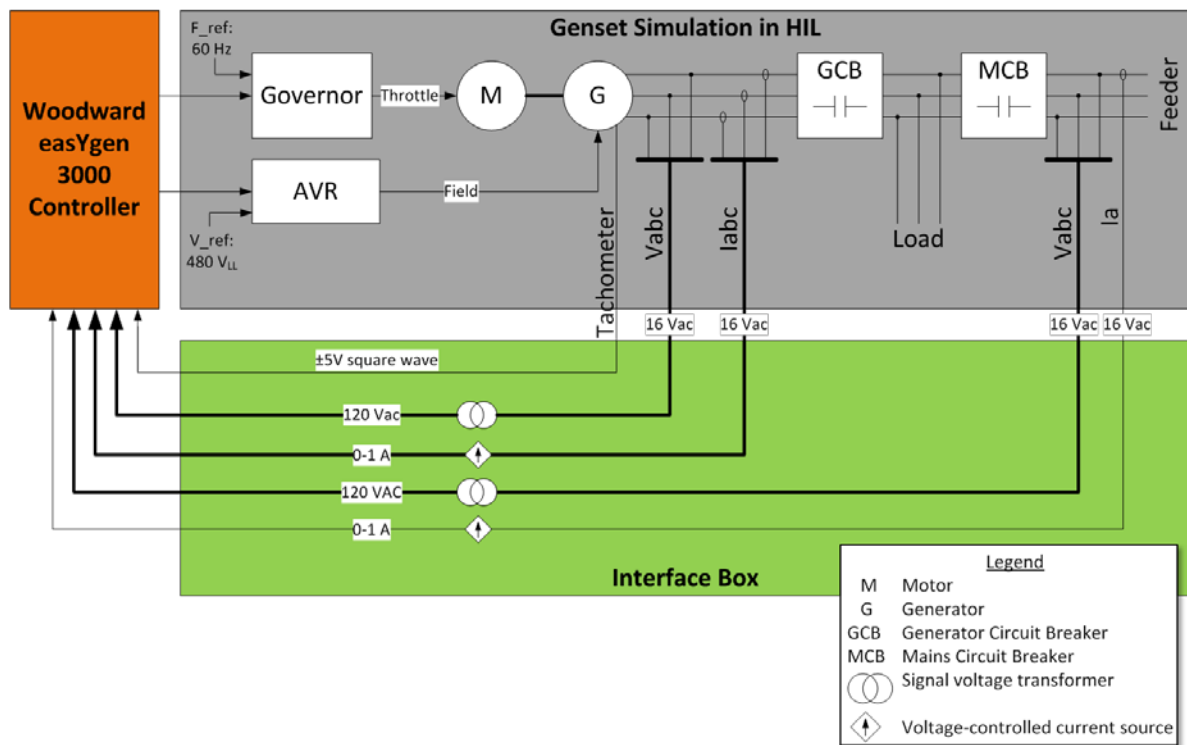 Woodward
easYgen
3000
Controller
Genset Simulation in HIL
F_ref:
60 Hz
Governor
Throttle
M
G
GCB
MCB
Feeder
AVR
Field
V_ref:
480 VLL
Tachometer
Vabc
Iabc
Load
Vabc
Ia
16 Vac
16 Vac
16 Vac
16 Vac
±5V square wave
120 Vac
0-1 A
120 VAC
0-1 A
Interface Box
Legend
M Motor
G Generator
GCB Generator Circuit Breaker
MCB Mains Circuit Breaker
Signal voltage transformer
Voltage-controlled current source